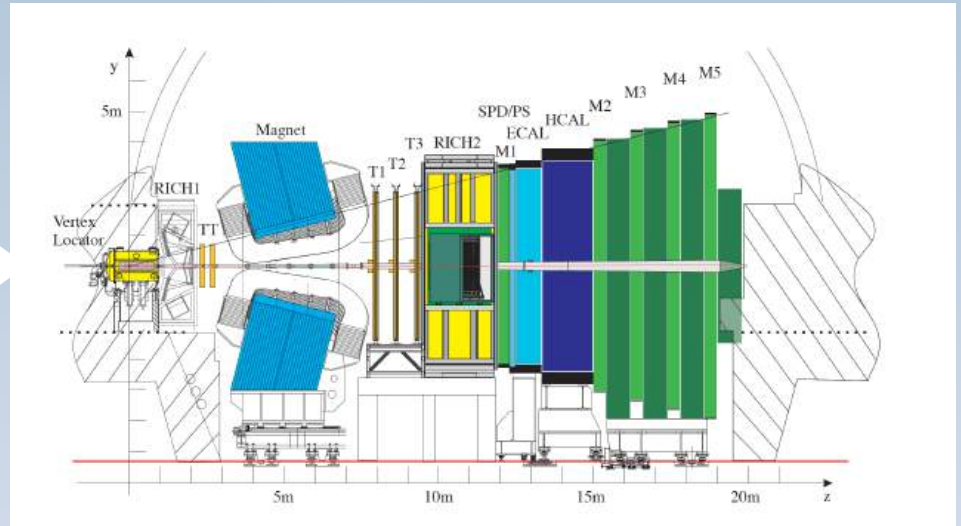 y
5m
Vertex
Locator
RICH1
TT
Magnet
T1
T2
T3
RICH2
M1
SPD/PS
ECAL
HCAL
M2
M3
M4
M5
5m
10m
15m
20m
z